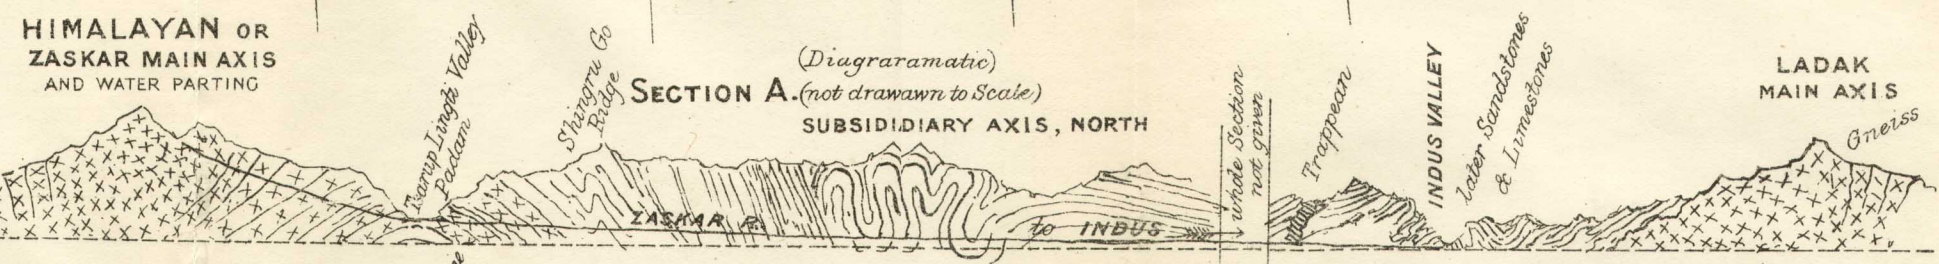 HIMALAYAN OR
ZASKAR MAIN AXIS
AND WATER PARTING
Tsarup Lingti Valley
Padam
Shingru Go
Ridge
(Diagraramatic)
SECTION A. (not drawawn to Scale)
SUBSIDIDIARY AXIS, NORTH
whole Section
not given
Trappean
INDUS VALLEY
Later Sandstones
& Limestones
LADAK
MAIN AXIS
Gneiss
ZASKAR R. to INDUS